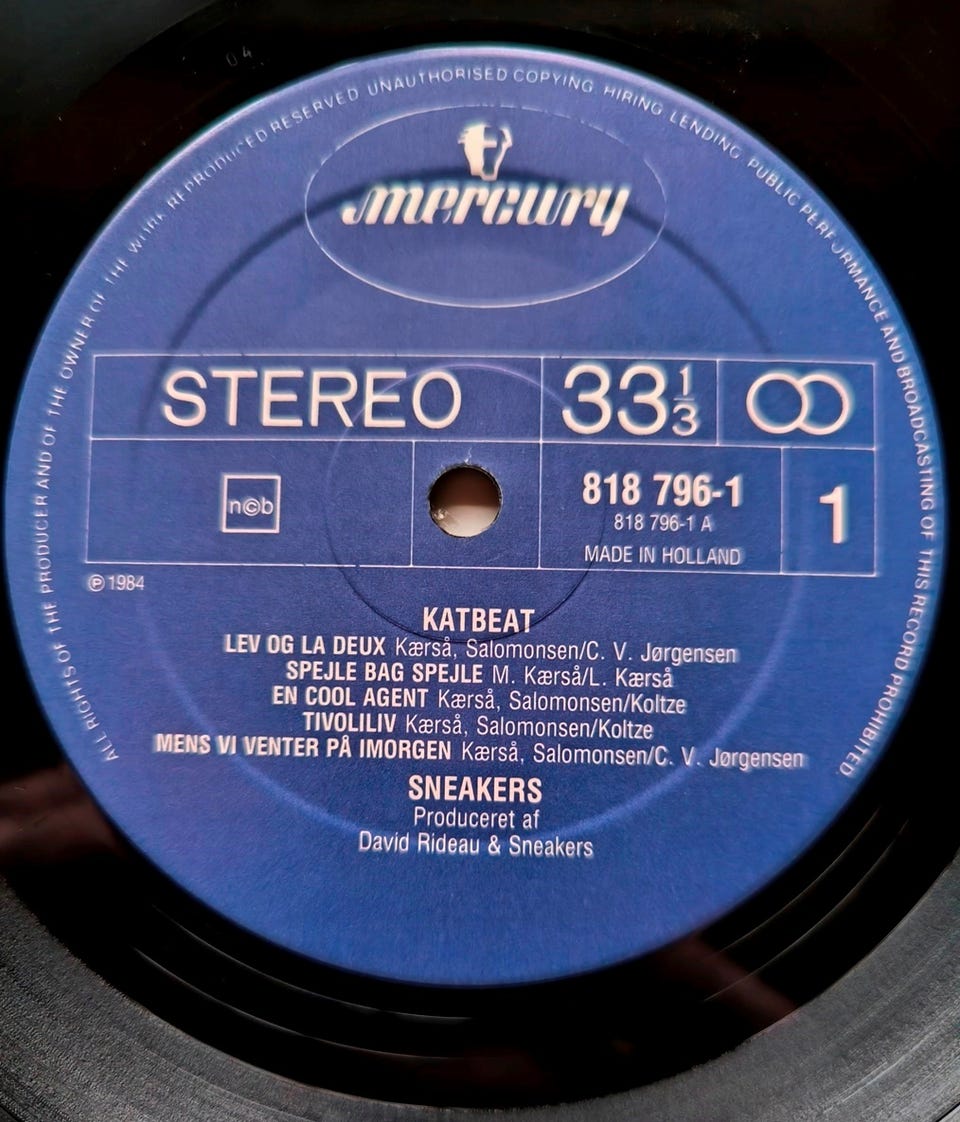 04
ALL RIGHTS OF THE PRODUCER AND OF THE OWNER OF THE WORK REPRODUCED RESERVED UNAUTHORISED COPYING HIRING LENDING PUBLIC PERFORMANCE AND BROADCASTING OF THIS RECORD PROHIBITED.
mercury
STEREO 33 1/3
n©b
818 796-1
818 796-1 A
MADE IN HOLLAND
1
℗ 1984
KATBEAT
LEV OG LA DEUX Kærså, Salomonsen/C. V. Jørgensen
SPEJLE BAG SPEJLE M. Kærså/L. Kærså
EN COOL AGENT Kærså, Salomonsen/Koltze
TIVOLILIV Kærså, Salomonsen/Koltze
MENS VI VENTER PÅ IMORGEN Kærså, Salomonsen/C. V. Jørgensen
SNEAKERS
Produceret af
David Rideau & Sneakers